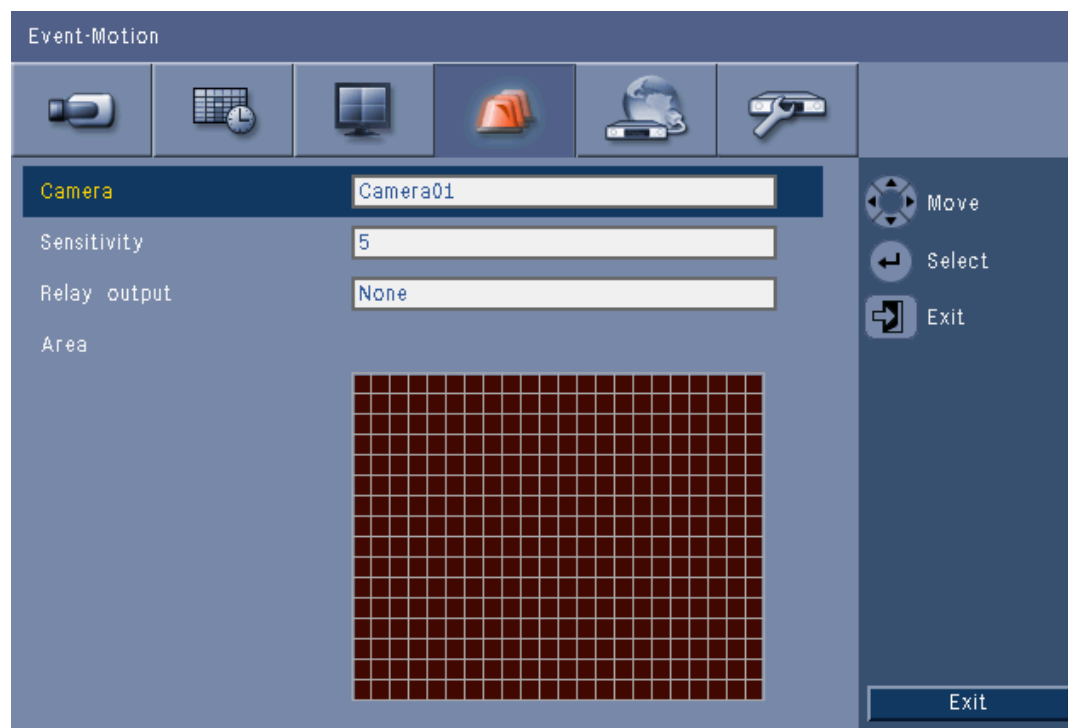 Event-Motion
Camera
Camera01
Sensitivity
5
Relay output
None
Area
Move
Select
Exit
Exit